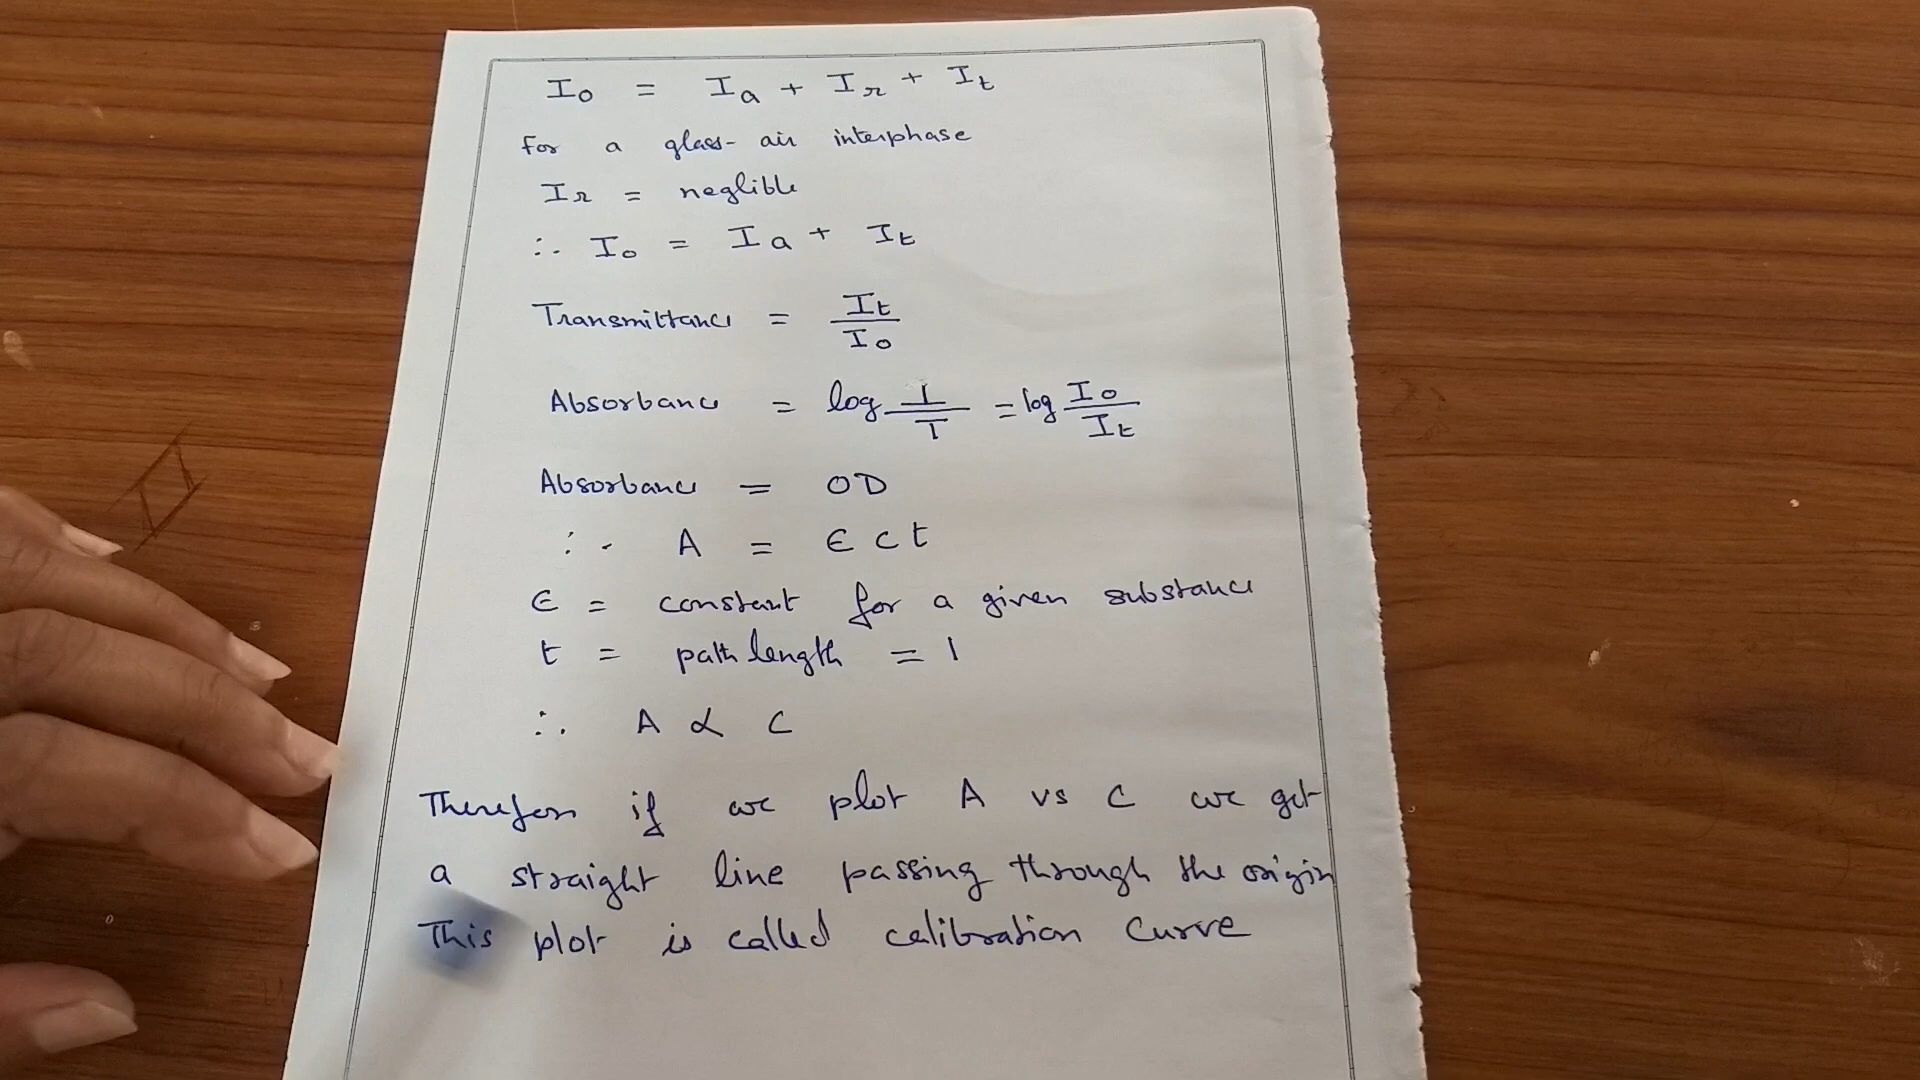 I₀ = Ia + Ir + It
For a glass-air interphase
Ir = neglible
∴ I₀ = Ia + It
Transmittance = It / I₀
Absorbance = log 1/T = log I₀/It
Absorbance = OD
∴ A = ϵ c t
ϵ = constant for a given substance
t = path length = 1
∴ A α C
Therefore if we plot A vs C we get
a straight line passing through the origin
This plot is called calibration curve